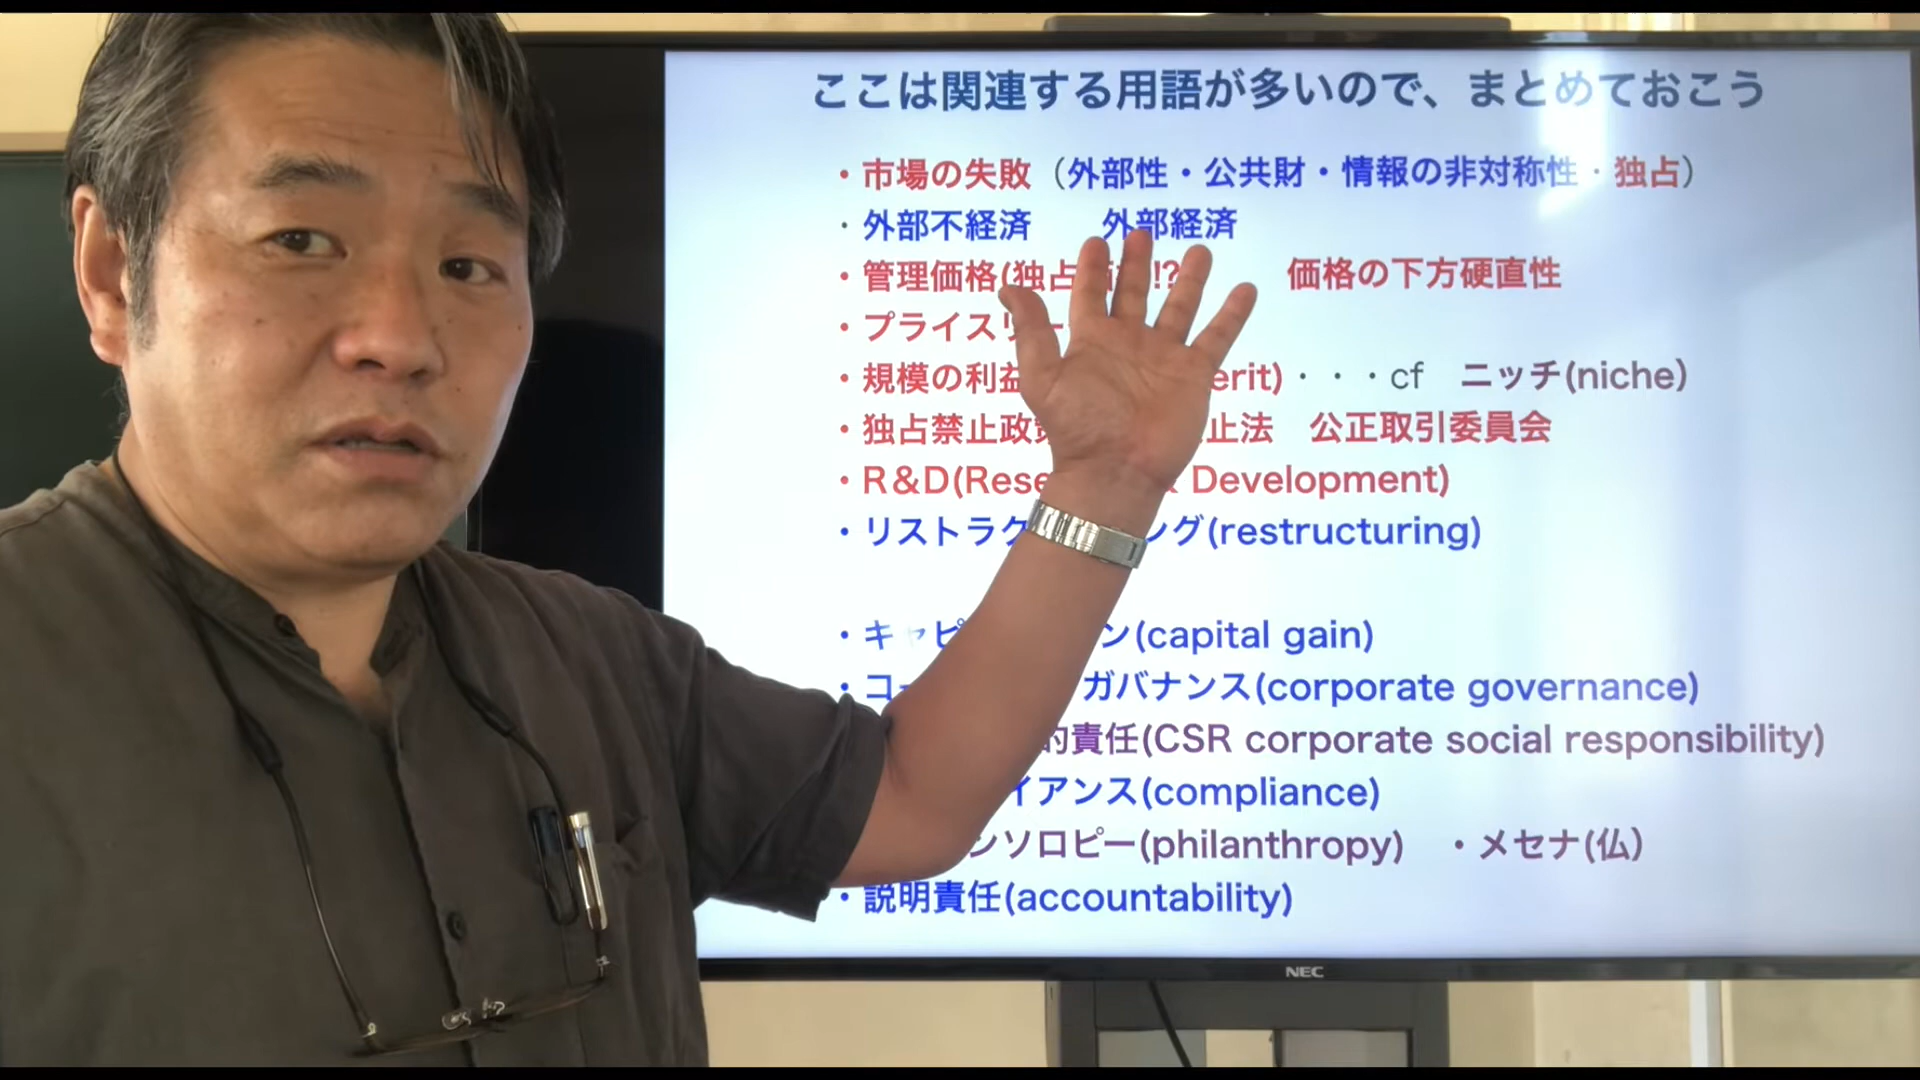 ここは関連する用語が多いので、まとめておこう
・市場の失敗（外部性・公共財・情報の非対称性・独占）
・外部不経済　　外部経済
・管理価格(独占 !?　価格の下方硬直性
・プライス
・規模の利益 erit)・・・cf　ニッチ(niche)
・独占禁止政策 止法　公正取引委員会
・R＆D(Rese Development)
・リストラク ング(restructuring)
・キャピ ン(capital gain)
・コー ガバナンス(corporate governance)
的責任(CSR corporate social responsibility)
イアンス(compliance)
ンソロピー(philanthropy)　・メセナ(仏)
・説明責任(accountability)
NEC